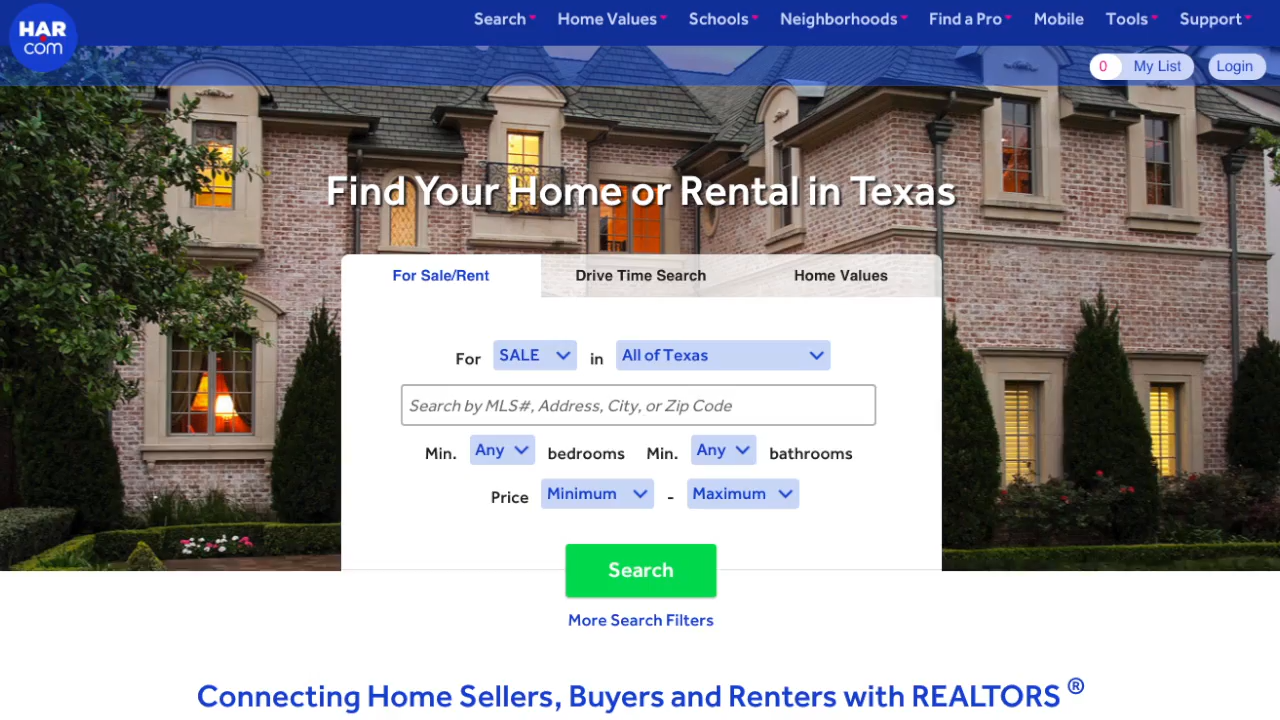 HAR
com
Search Home Values Schools Neighborhoods Find a Pro Mobile Tools Support
0 My List Login
Find Your Home or Rental in Texas
For Sale/Rent Drive Time Search Home Values
For SALE in All of Texas
Search by MLS#, Address, City, or Zip Code
Min. Any bedrooms Min. Any bathrooms
Price Minimum - Maximum
Search
More Search Filters
Connecting Home Sellers, Buyers and Renters with REALTORS ®